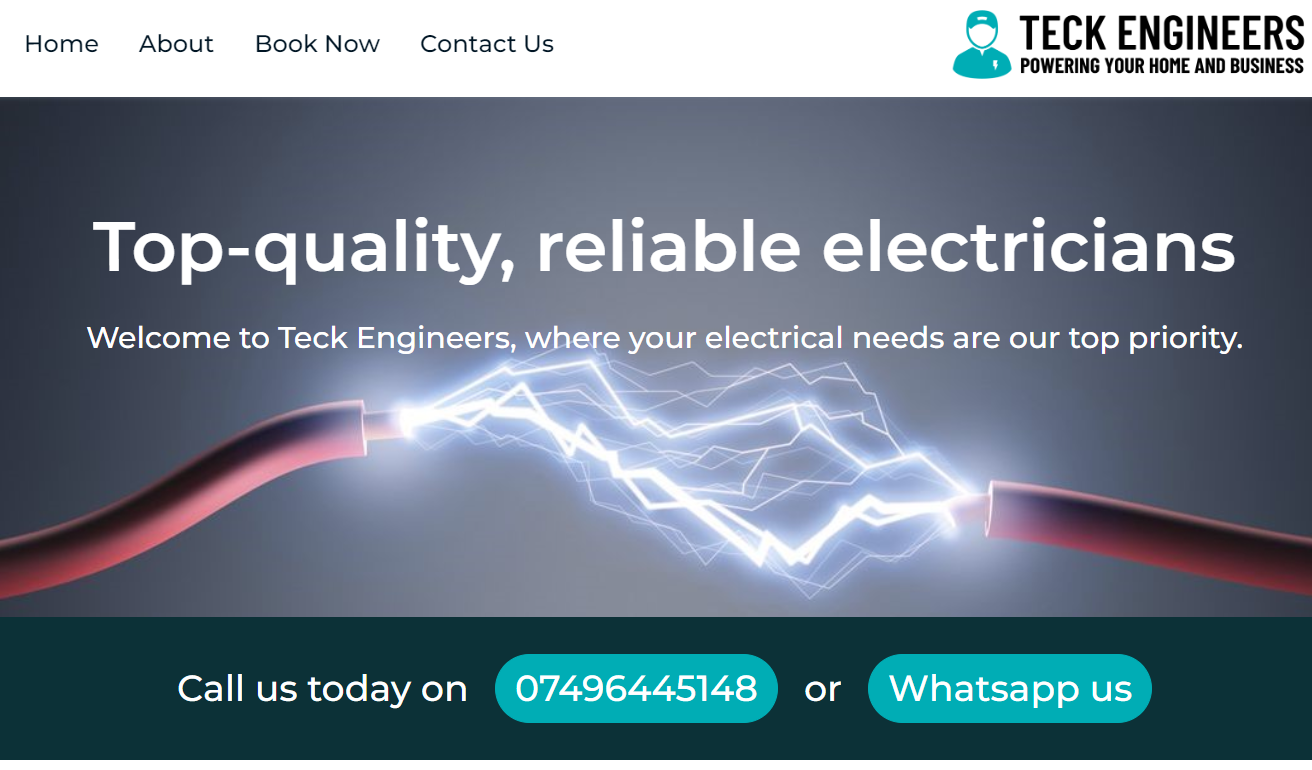 Home About Book Now Contact Us
TECK ENGINEERS
POWERING YOUR HOME AND BUSINESS
Top-quality, reliable electricians
Welcome to Teck Engineers, where your electrical needs are our top priority.
Call us today on 07496445148 or Whatsapp us